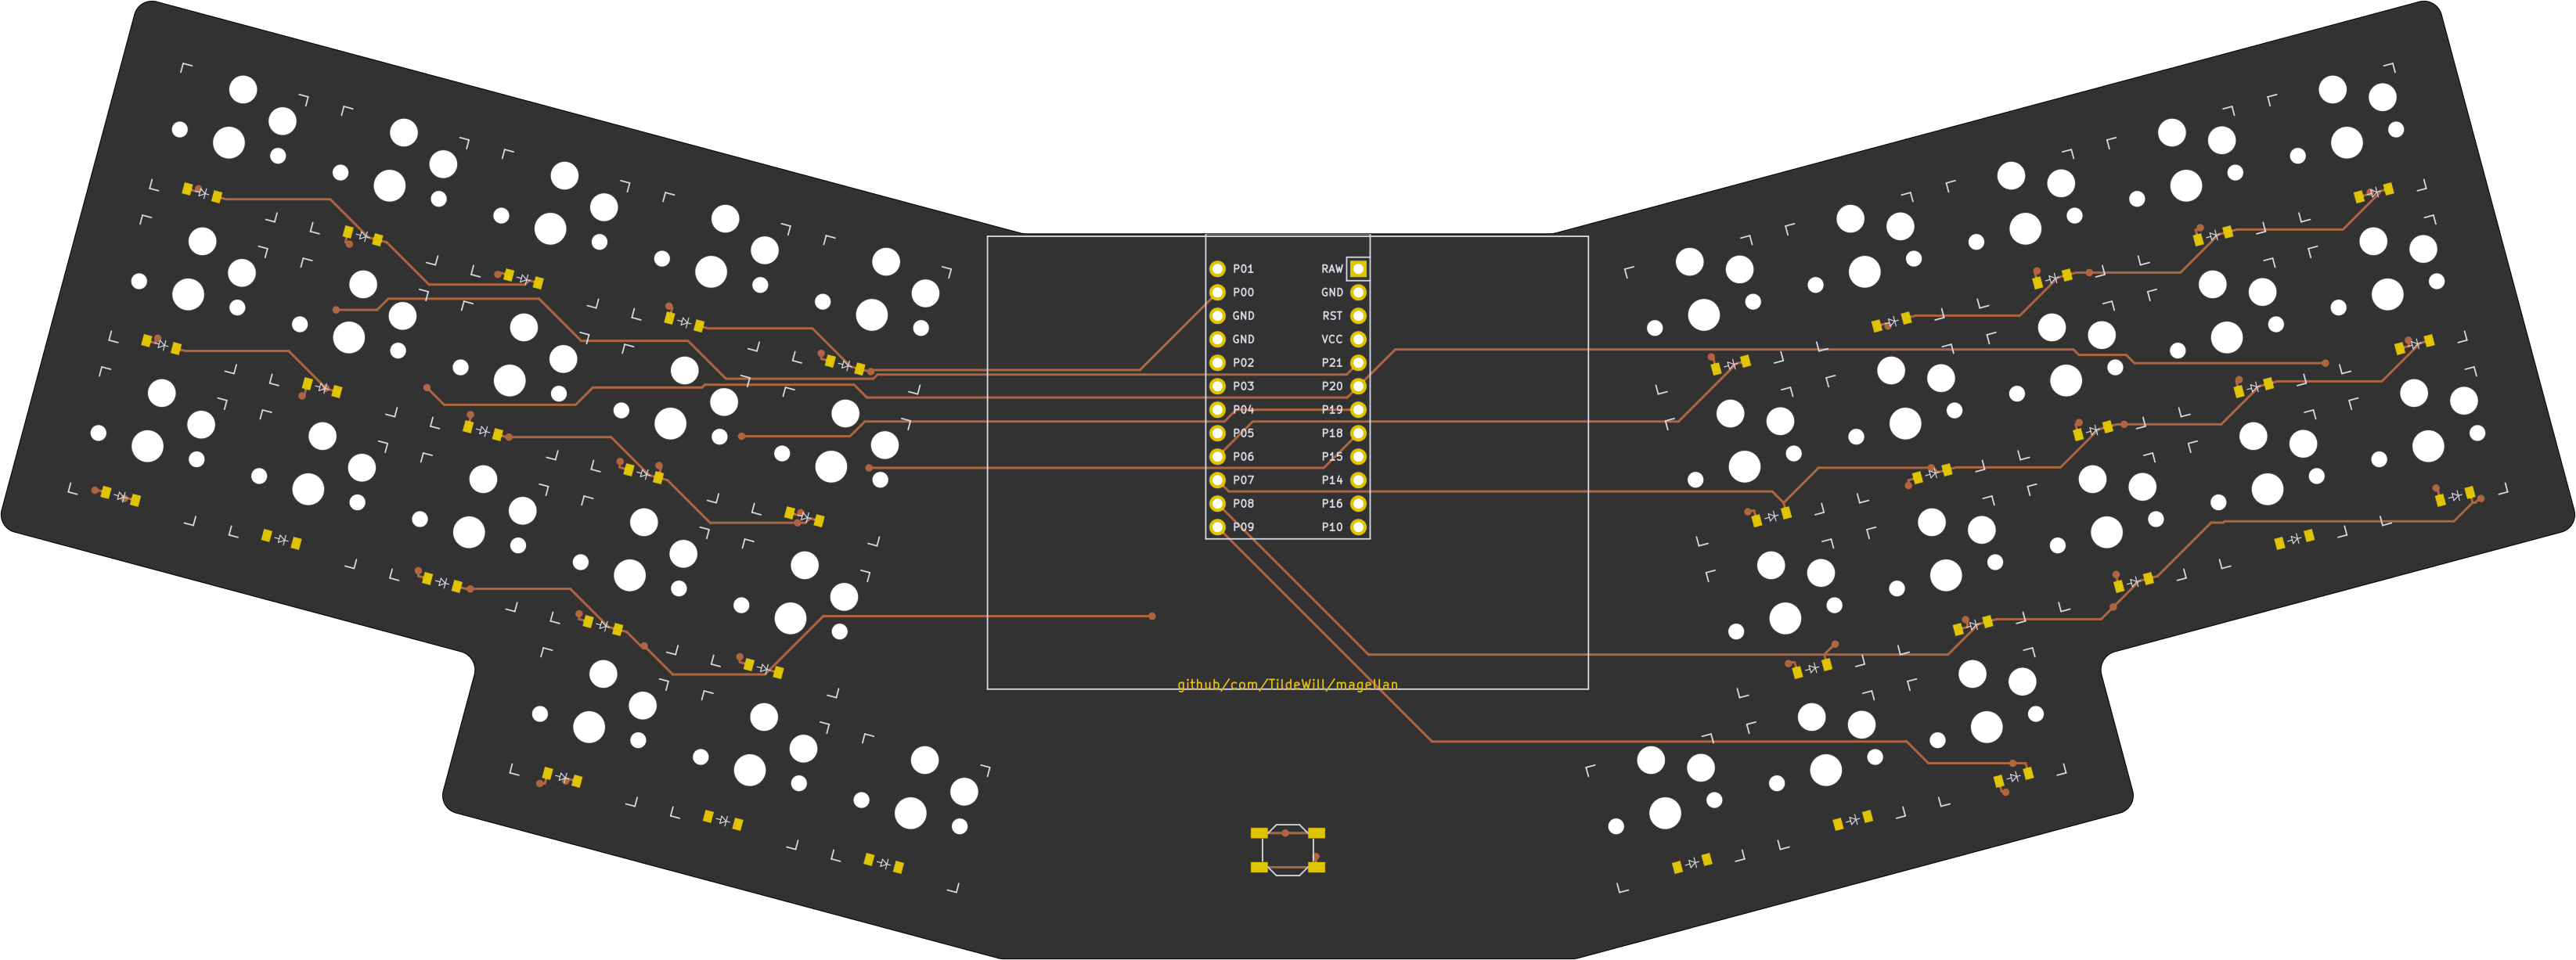 P01 RAW
P00 GND
GND RST
GND VCC
P02 P21
P03 P20
P04 P19
P05 P18
P06 P15
P07 P14
P08 P16
P09 P10
github/com/TildeWill/magellan